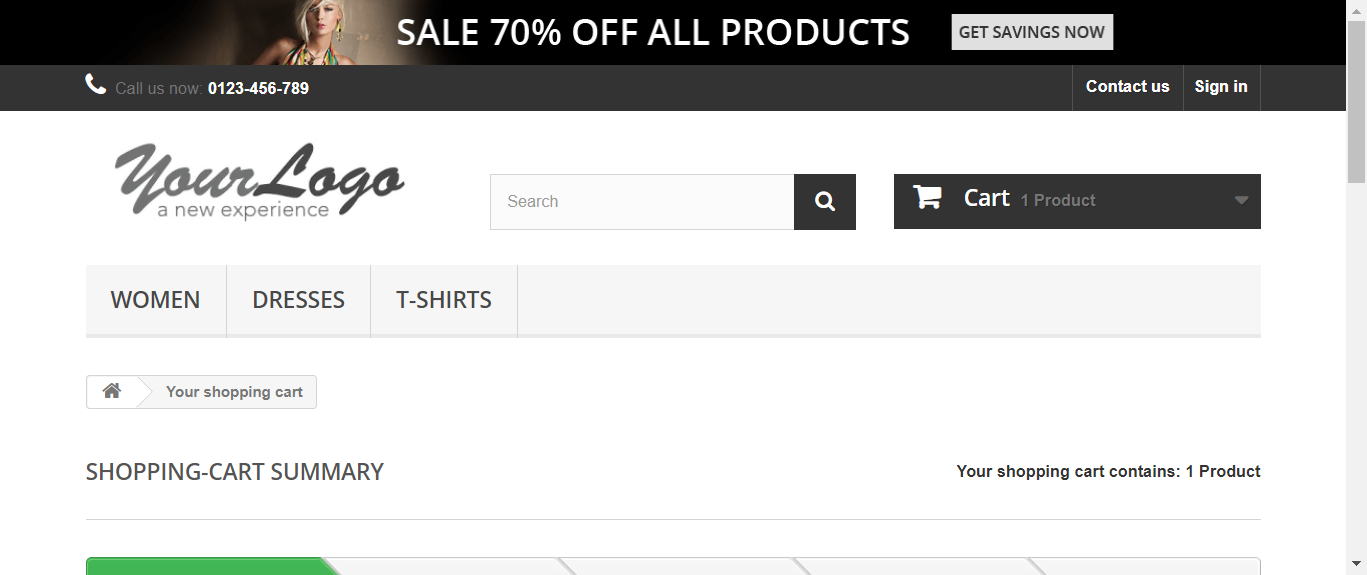 SALE 70% OFF ALL PRODUCTS GET SAVINGS NOW
Call us now: 0123-456-789 Contact us Sign in
YourLogo
a new experience
Search Cart 1 Product
WOMEN DRESSES T-SHIRTS
Your shopping cart
SHOPPING-CART SUMMARY Your shopping cart contains: 1 Product